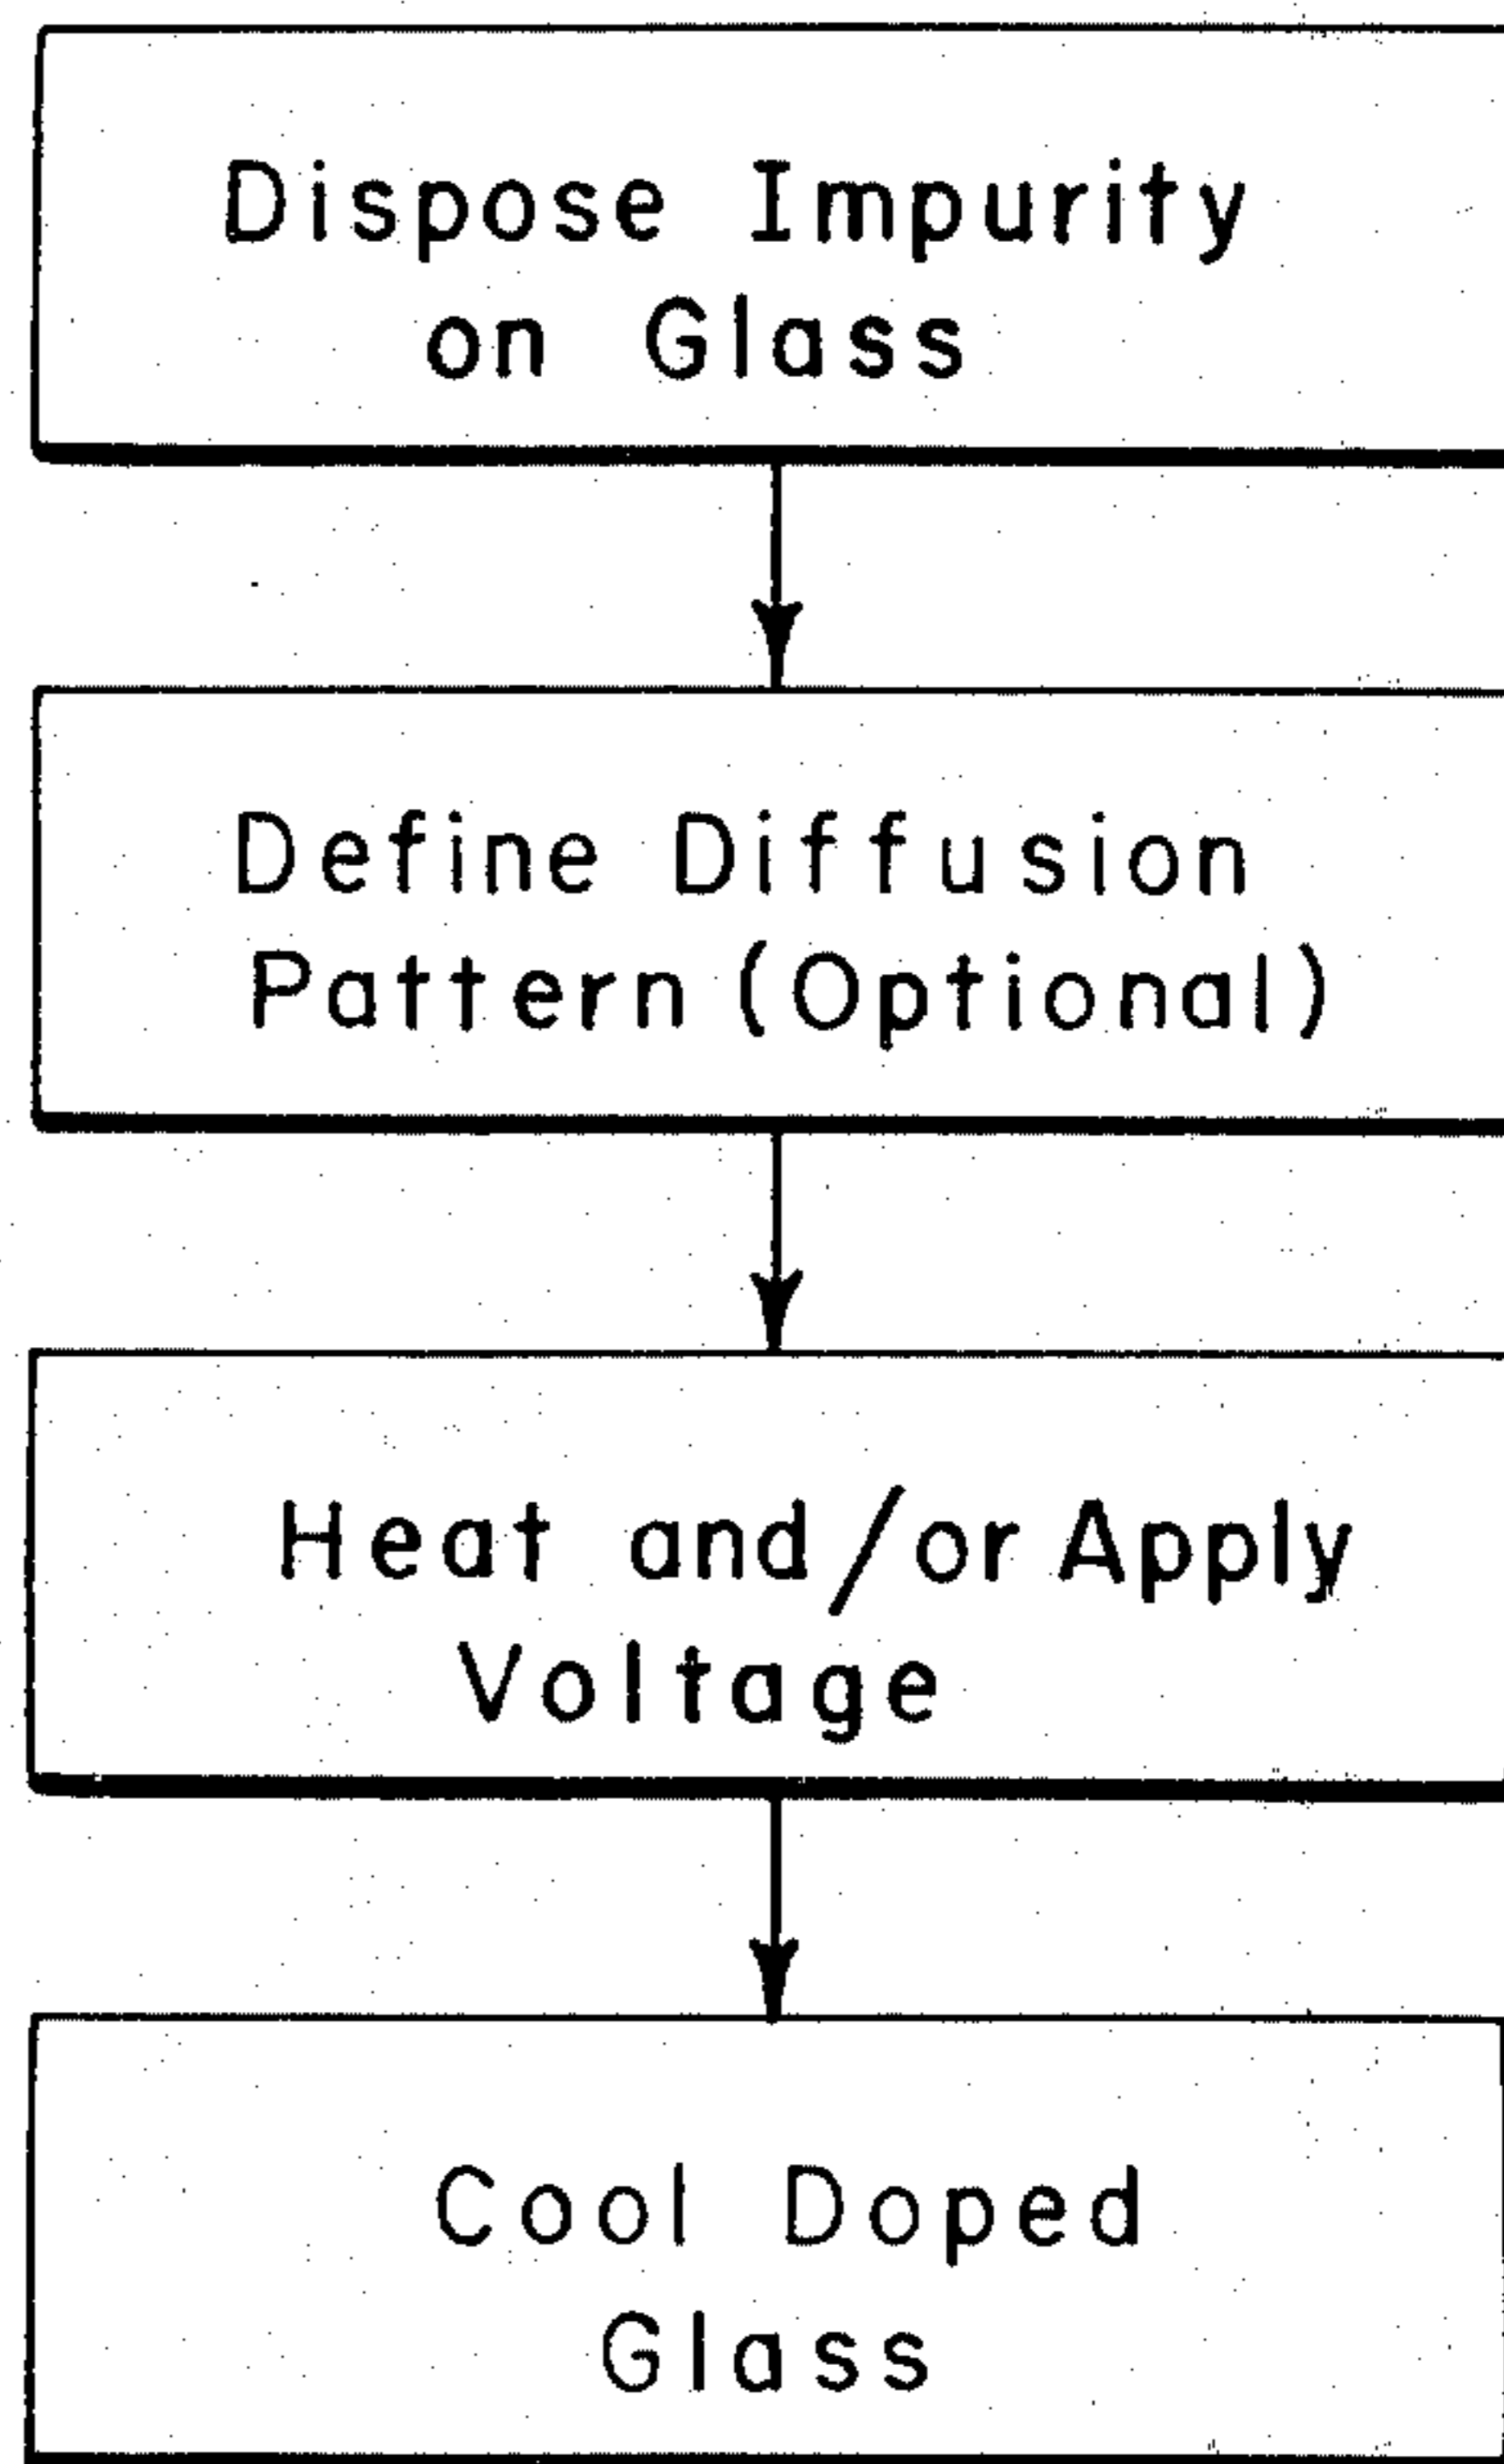 Dispose Impurity
on Glass
Define Diffusion
Pattern (Optional)
Heat and/or Apply
Voltage
Cool Doped
Glass